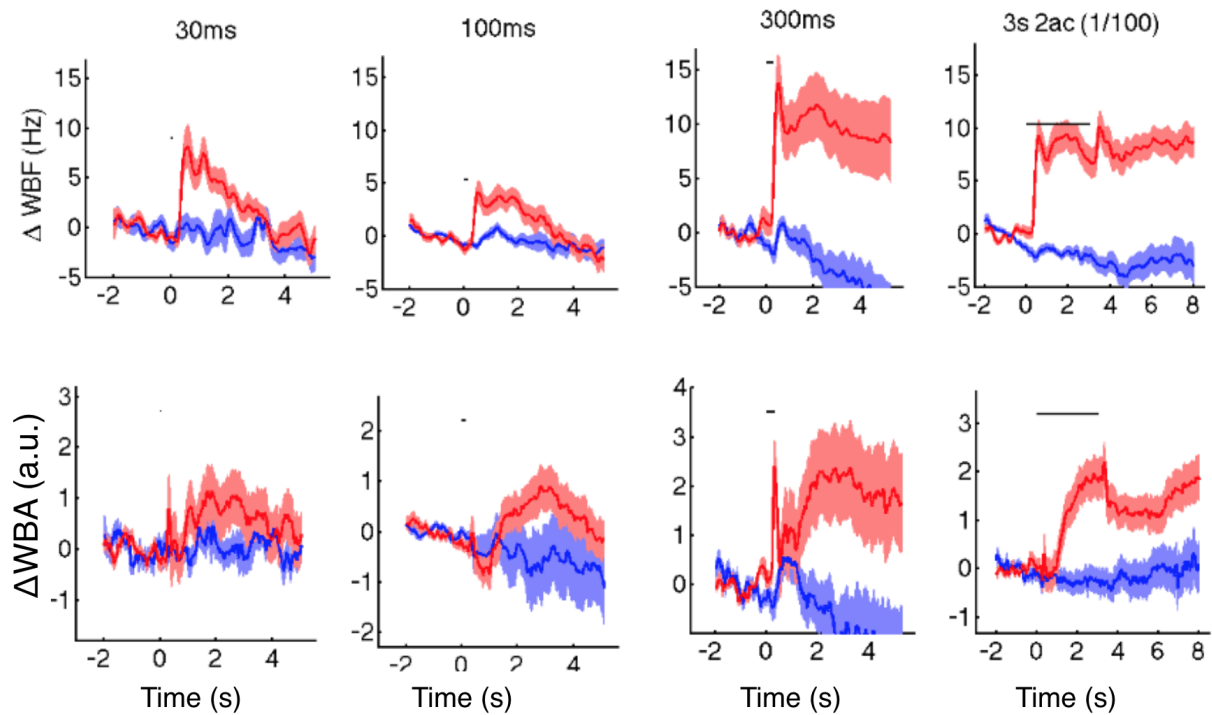 30ms 100ms 300ms 3s 2ac (1/100)
Δ WBF (Hz)
15 15 15 15
10 10 10 10
5 5 5 5
0 0 0 0
-5 -5 -5 -5
-2 0 2 4 -2 0 2 4 -2 0 2 4 -2 0 2 4 6 8
ΔWBA (a.u.)
3 2 1 0 -1
2 1 0 -1 -2
4 3 2 1 0
3 2 1 0 -1
-2 0 2 4 -2 0 2 4 -2 0 2 4 -2 0 2 4 6 8
Time (s) Time (s) Time (s) Time (s)